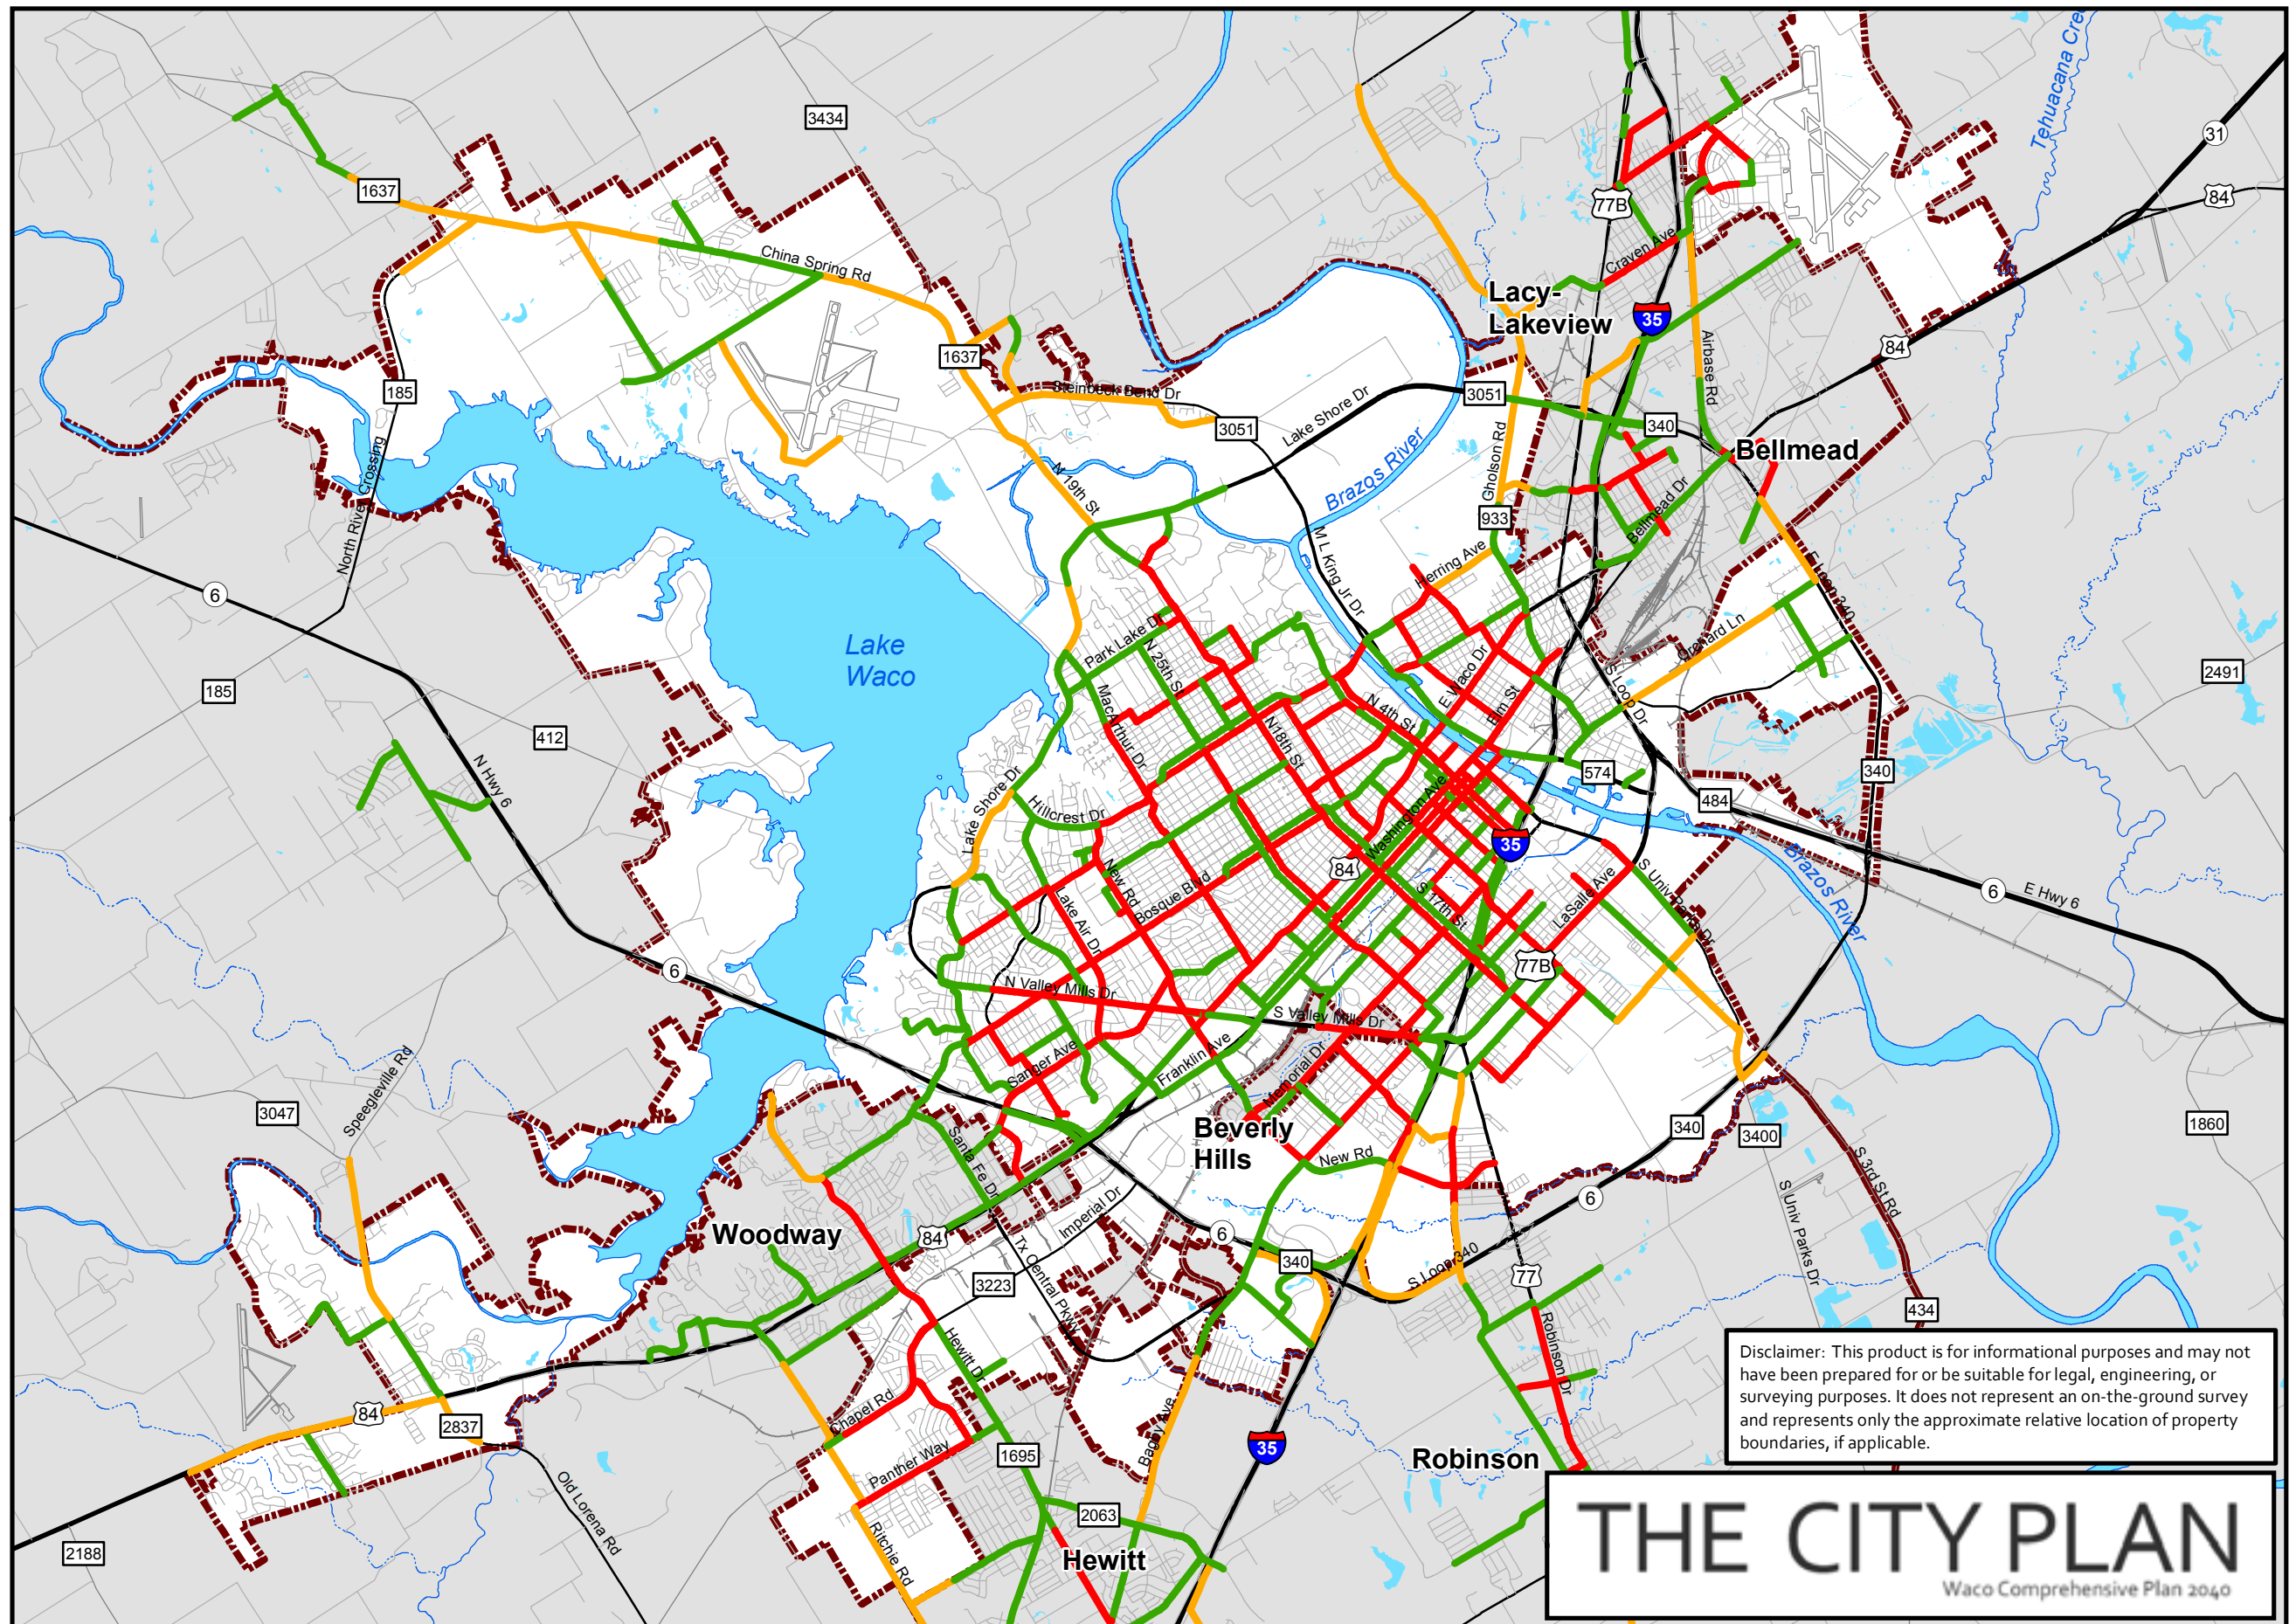 3434
31
84
Tehuacana Cree
1637
77B
China Spring Rd
Craven Ave
Lacy-
Lakeview
35
Airbase Rd
84
1637
185
Steinbeck Bend Dr
3051
Lake Shore Dr
3051
340
Bellmead
3051
Brazos River
Gholson Rd
N 19th St
North River Crossing
933
Bellmead Dr
M L King Jr Dr
Herring Ave
E Loop 340
6
Lake
Waco
Park Lake Dr
N 25th St
Orchard Ln
S Loop Dr
E Waco Dr
Elm St
185
2491
412
MacArthur Dr
N 4th St
N 18th St
N Hwy 6
574
340
484
Lake Shore Dr
Hillcrest Dr
Washington Ave
35
84
New Rd
Bosque Blvd
S 17th St
LaSalle Ave
S Univ Parks Dr
Brazos River
6
E Hwy 6
Lake Air Dr
6
77B
N Valley Mills Dr
S Valley Mills Dr
Sanger Ave
Franklin Ave
Memorial Dr
Speegleville Rd
3047
Beverly
Hills
New Rd
340
3400
1860
Santa Fe Dr
S 3rd St Rd
S Univ Parks Dr
6
Woodway
84
Imperial Dr
6
340
S Loop 340
77
3223
Tx Central Pkwy
434
Hewitt Dr
Robinson Dr
84
2837
Chapel Rd
Panther Way
1695
Bagby Ave
35
Robinson
Old Lorena Rd
2063
Ritchie Rd
Hewitt
2188
Disclaimer: This product is for informational purposes and may not
have been prepared for or be suitable for legal, engineering, or
surveying purposes. It does not represent an on-the-ground survey
and represents only the approximate relative location of property
boundaries, if applicable.
THE CITY PLAN
Waco Comprehensive Plan 2040